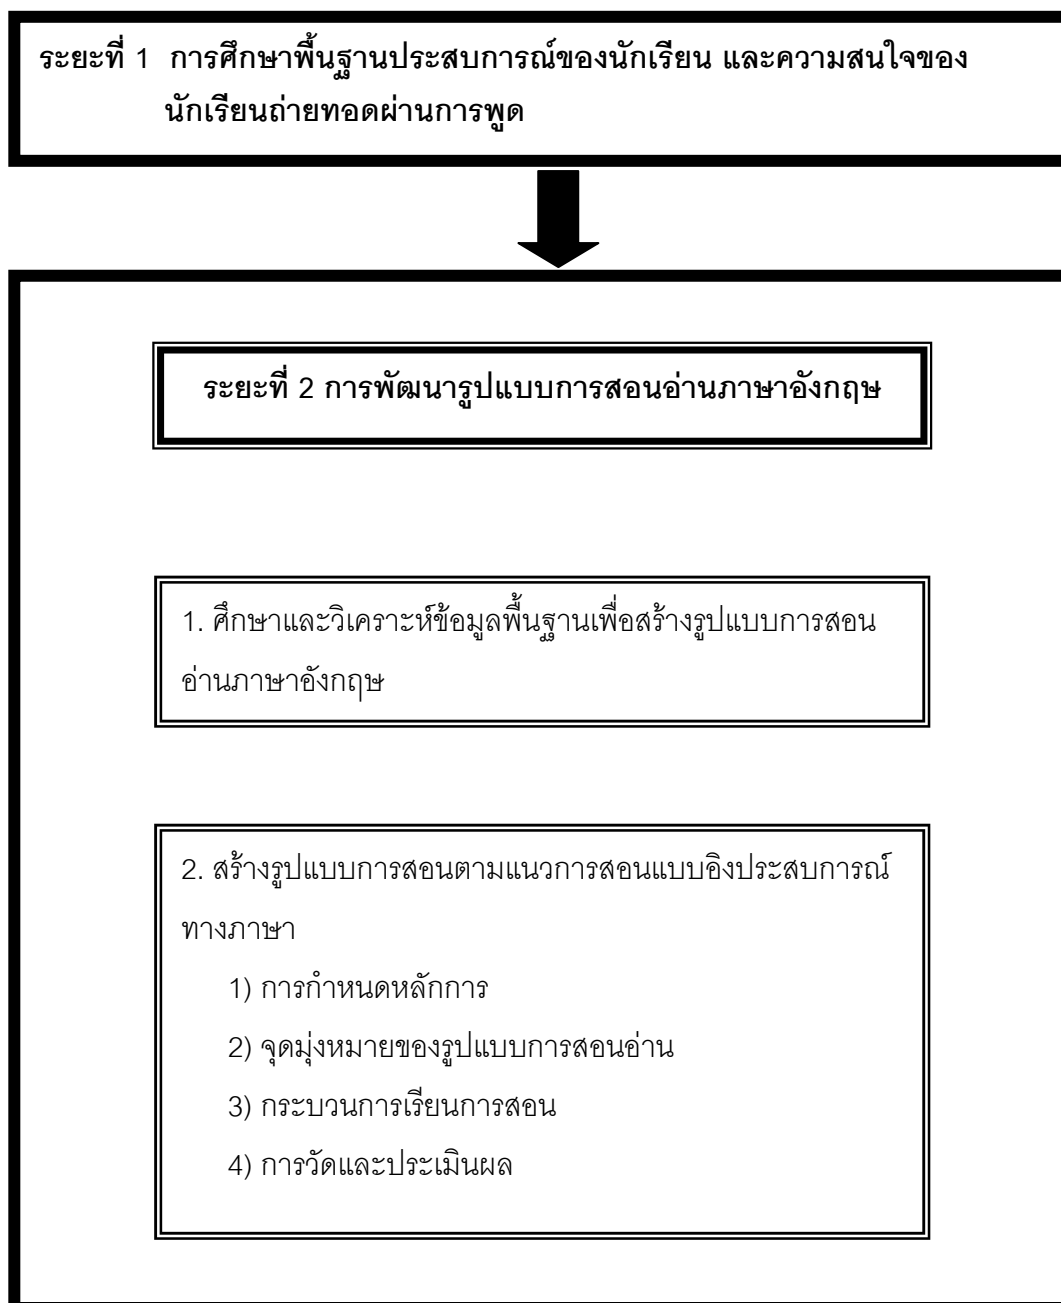 ระยะที่ 1 การศึกษาพื้นฐานประสบการณ์ของนักเรียน และความสนใจของ
นักเรียนถ่ายทอดผ่านการพูด
ระยะที่ 2 การพัฒนารูปแบบการสอนอ่านภาษาอังกฤษ
1. ศึกษาและวิเคราะห์ข้อมูลพื้นฐานเพื่อสร้างรูปแบบการสอน
อ่านภาษาอังกฤษ
2. สร้างรูปแบบการสอนตามแนวการสอนแบบอิงประสบการณ์
ทางภาษา
1) การกำหนดหลักการ
2) จุดมุ่งหมายของรูปแบบการสอนอ่าน
3) กระบวนการเรียนการสอน
4) การวัดและประเมินผล